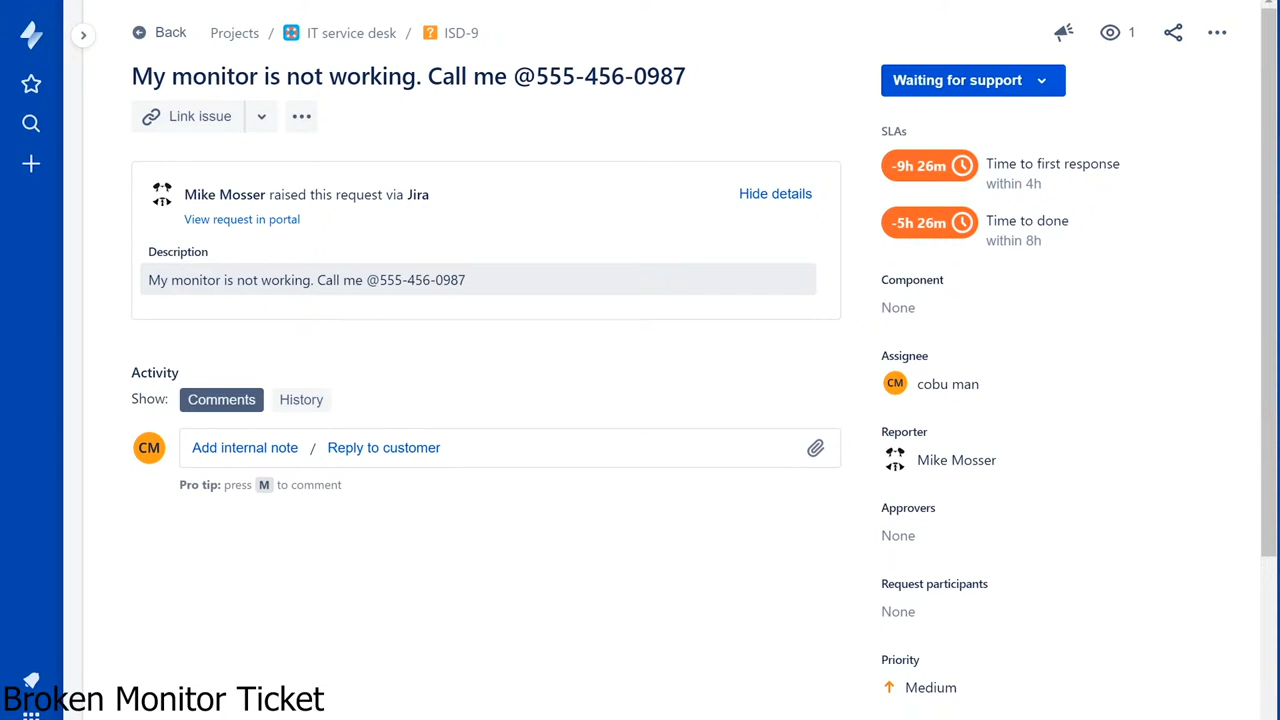 Back Projects / IT service desk / ISD-9 1
My monitor is not working. Call me @555-456-0987
Link issue
Waiting for support
SLAs
-9h 26m Time to first response
within 4h
-5h 26m Time to done
within 8h
Mike Mosser raised this request via Jira Hide details
View request in portal
Description
My monitor is not working. Call me @555-456-0987
Component
None
Assignee
CM cobu man
Activity
Show: Comments History
CM Add internal note / Reply to customer
Pro tip: press M to comment
Reporter
Mike Mosser
Approvers
None
Request participants
None
Priority
Medium
Broken Monitor Ticket